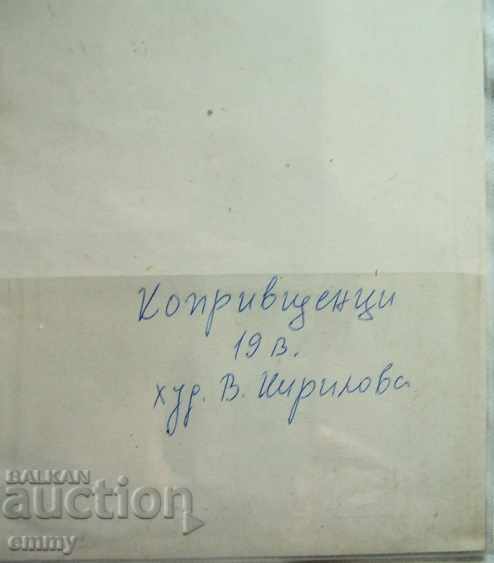 Копривщенци
19 в.
худ. В. Кирилова
BALKAN
auction
emmy